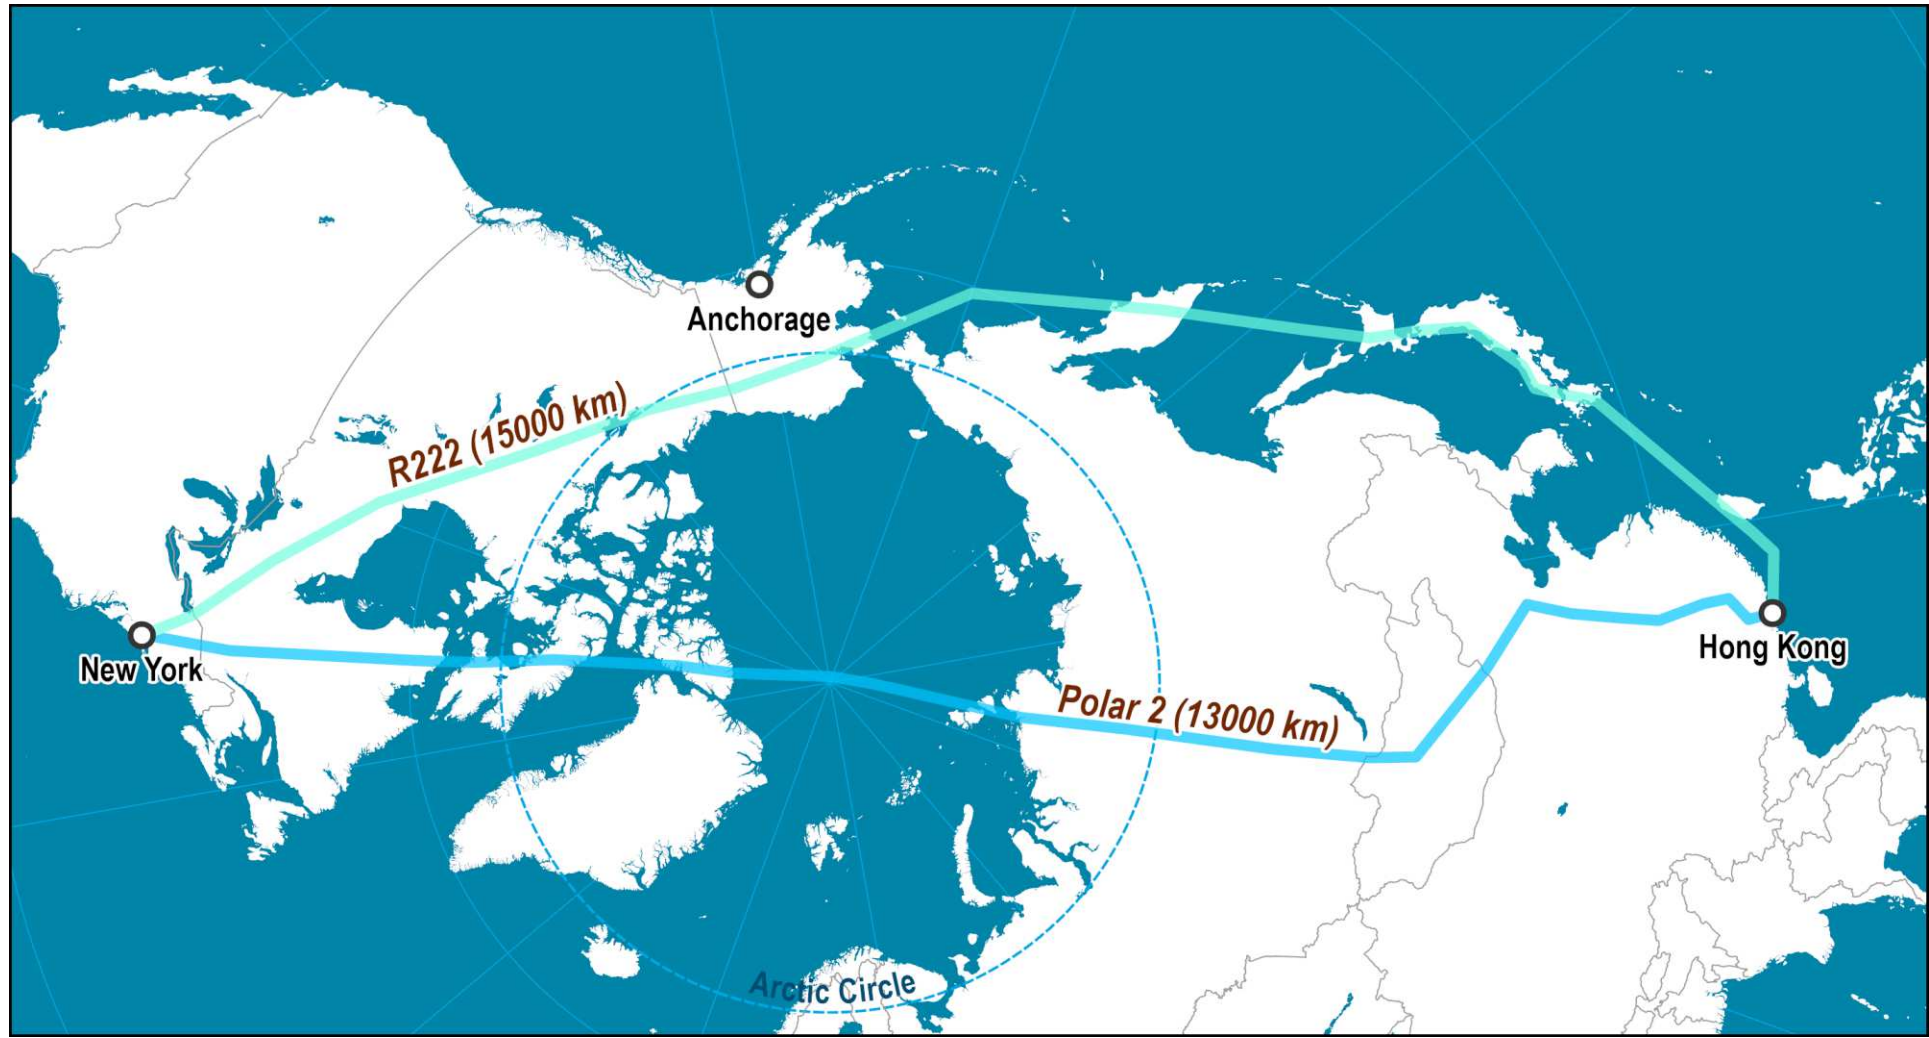 Anchorage
R222 (15000 km)
New York
Hong Kong
Polar 2 (13000 km)
Arctic Circle